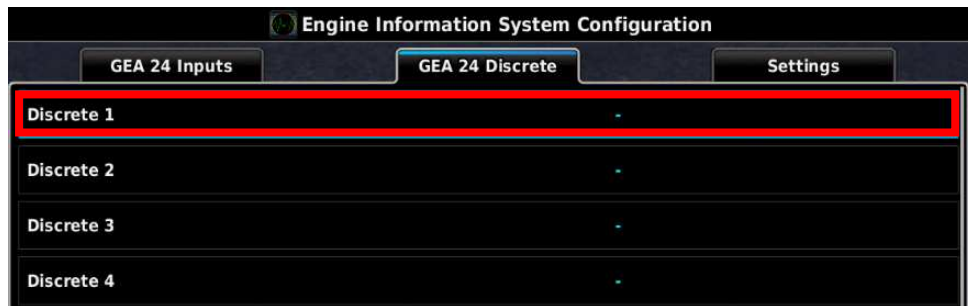 Engine Information System Configuration
GEA 24 Inputs GEA 24 Discrete Settings
Discrete 1 -
Discrete 2 -
Discrete 3 -
Discrete 4 -